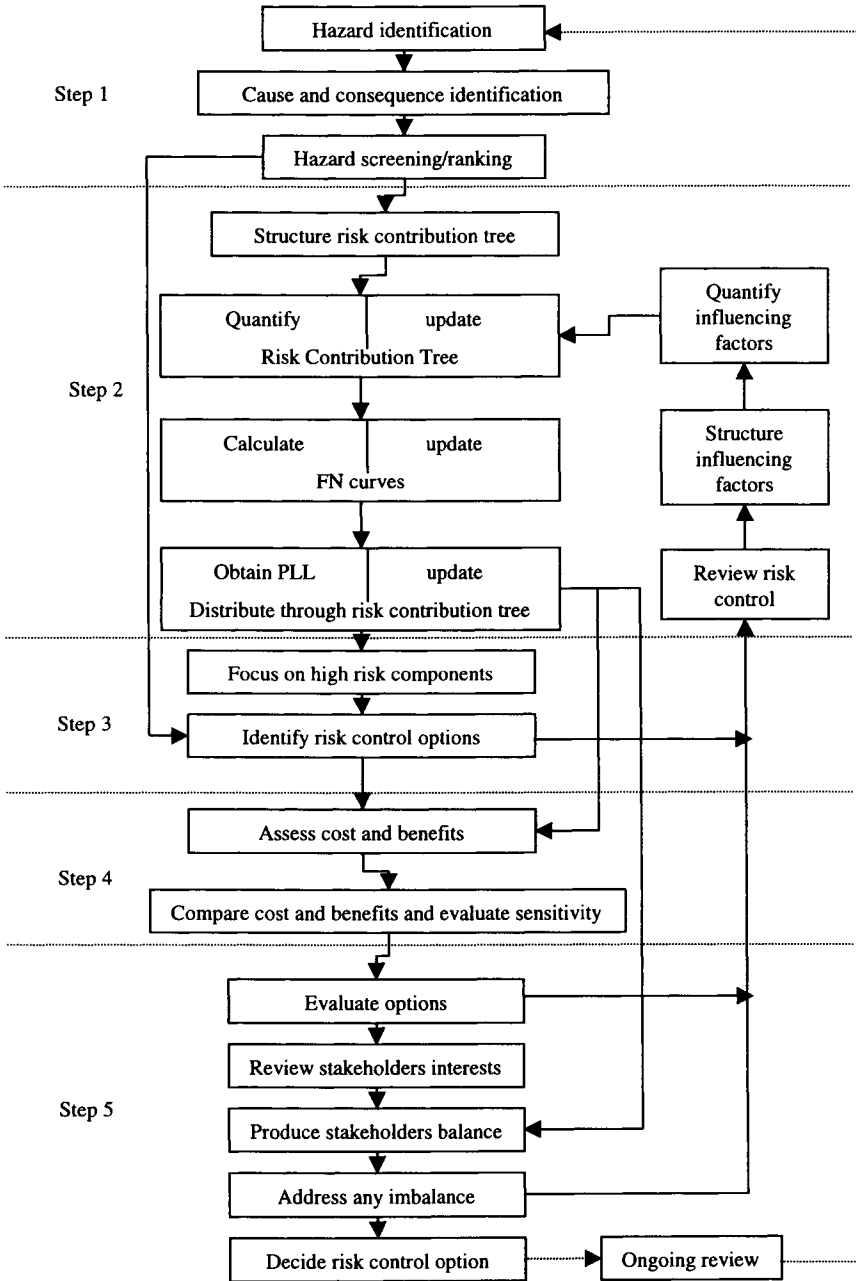 Hazard identification
Step 1
Cause and consequence identification
Hazard screening/ranking
Structure risk contribution tree
Quantify update
Risk Contribution Tree
Quantify
influencing
factors
Step 2
Calculate update
FN curves
Structure
influencing
factors
Obtain PLL update
Distribute through risk contribution tree
Review risk
control
Focus on high risk components
Step 3
Identify risk control options
Assess cost and benefits
Step 4
Compare cost and benefits and evaluate sensitivity
Evaluate options
Review stakeholders interests
Step 5
Produce stakeholders balance
Address any imbalance
Decide risk control option
Ongoing review